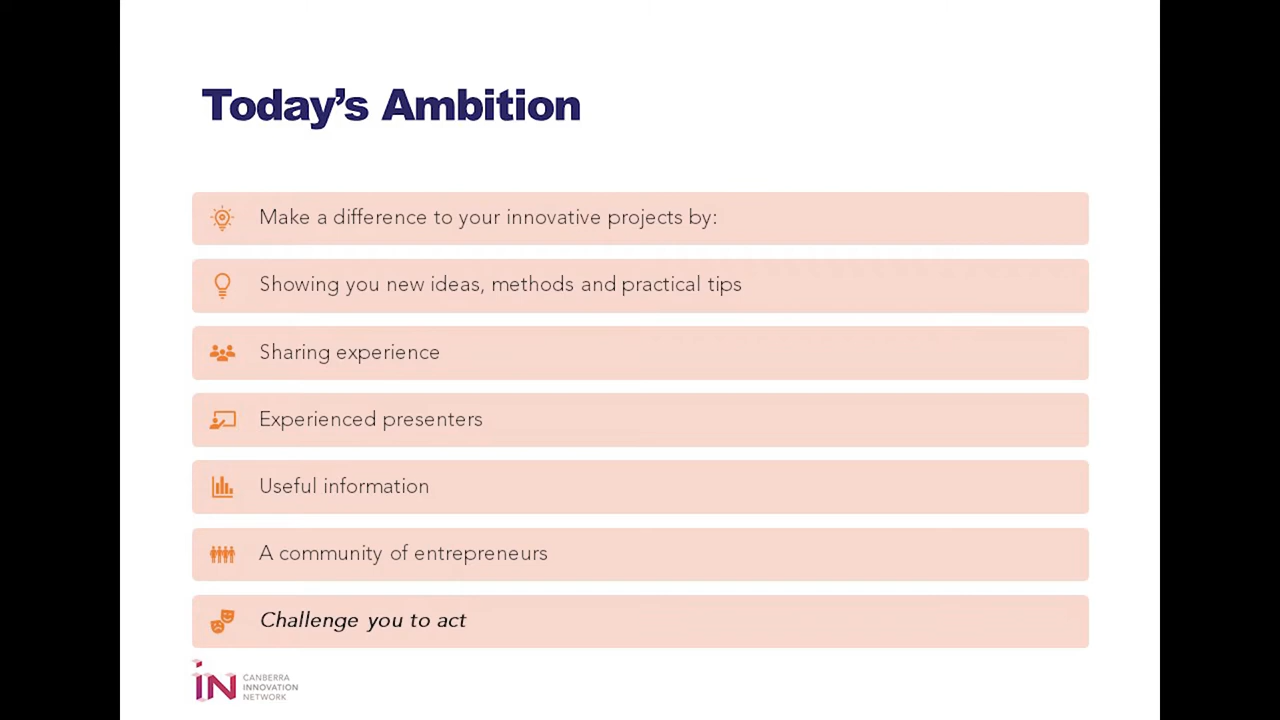 Today’s Ambition
Make a difference to your innovative projects by:
Showing you new ideas, methods and practical tips
Sharing experience
Experienced presenters
Useful information
A community of entrepreneurs
Challenge you to act
iN
CANBERRA
INNOVATION
NETWORK